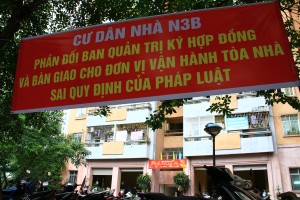 CƯ DÂN NHÀ N3B
PHẢN ĐỐI BAN QUẢN TRỊ KÝ HỢP ĐỒNG
VÀ BÀN GIAO CHO ĐƠN VỊ VẬN HÀNH TÒA NHÀ
SAI QUY ĐỊNH CỦA PHÁP LUẬT